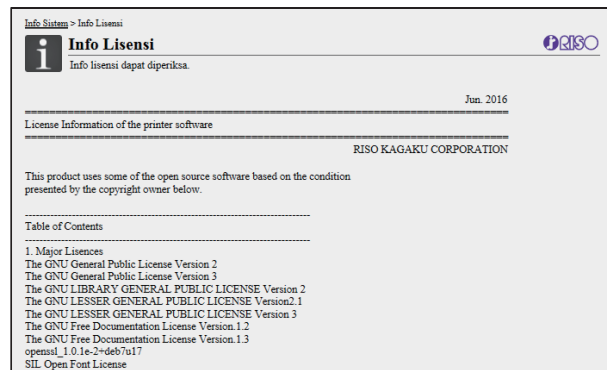 Info Sistem > Info Lisensi
Info Lisensi
RISO
Info lisensi dapat diperiksa.
Jun. 2016
========================================================================
License Information of the printer software
========================================================================
RISO KAGAKU CORPORATION
This product uses some of the open source software based on the condition
presented by the copyright owner below.
------------------------------------------------------------------------
Table of Contents
------------------------------------------------------------------------
1. Major Lisences
The GNU General Public License Version 2
The GNU General Public License Version 3
The GNU LIBRARY GENERAL PUBLIC LICENSE Version 2
The GNU LESSER GENERAL PUBLIC LICENSE Version2.1
The GNU LESSER GENERAL PUBLIC LICENSE Version 3
The GNU Free Documentation License Version.1.2
The GNU Free Documentation License Version.1.3
openssl_1.0.1e-2+deb7u17
SIL Open Font License